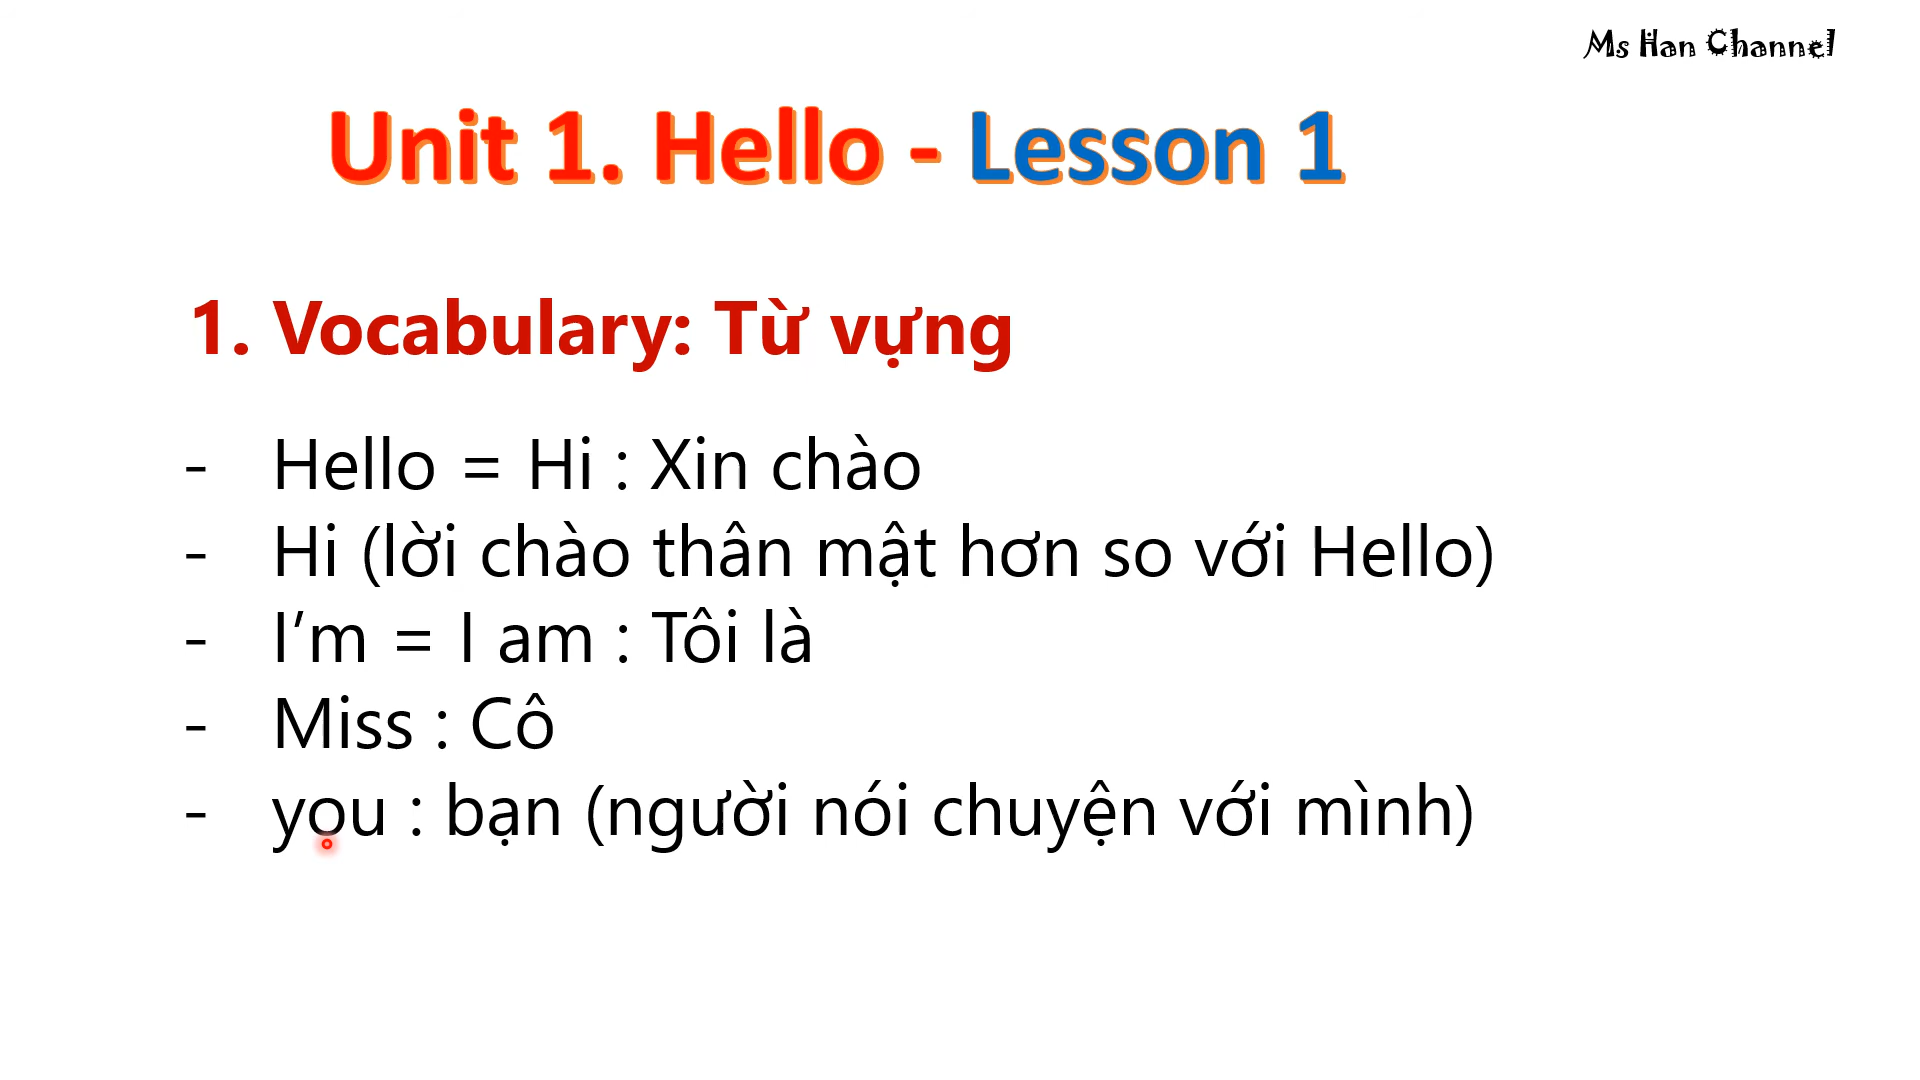 Ms Han Channel
Unit 1. Hello - Lesson 1
1. Vocabulary: Từ vựng
- Hello = Hi : Xin chào
- Hi (lời chào thân mật hơn so với Hello)
- I’m = I am : Tôi là
- Miss : Cô
- you : bạn (người nói chuyện với mình)